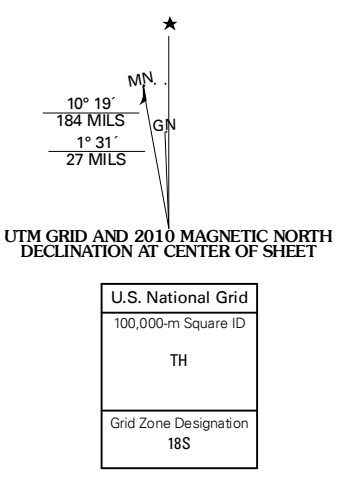 MN
GN
10° 19´
184 MILS
1° 31´
27 MILS
UTM GRID AND 2010 MAGNETIC NORTH
DECLINATION AT CENTER OF SHEET
U.S. National Grid
100,000-m Square ID
TH
Grid Zone Designation
18S